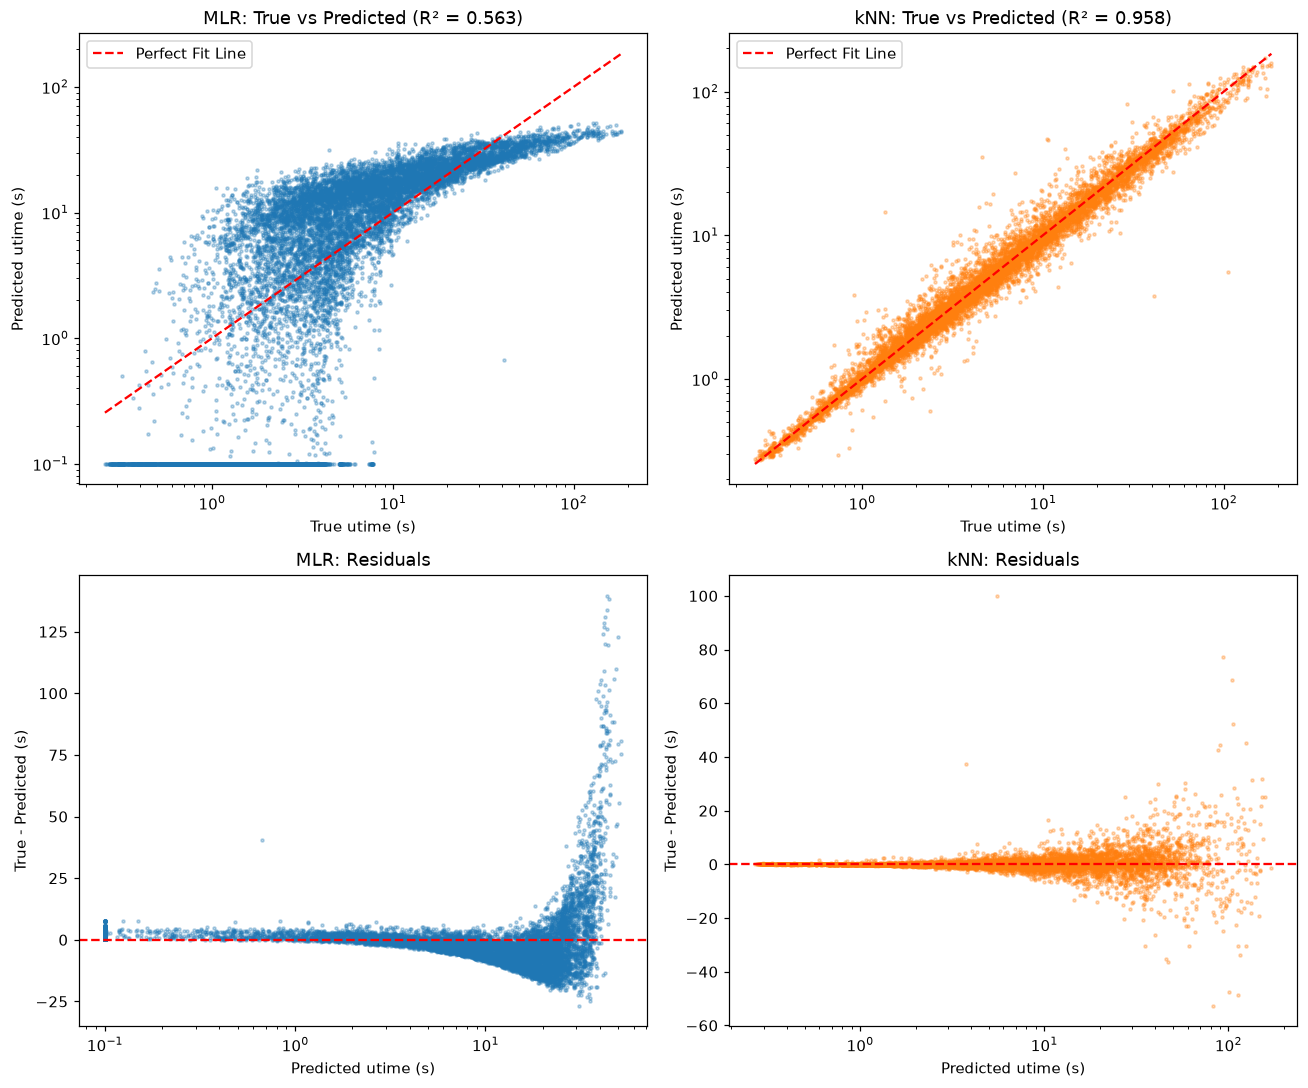 MLR: True vs Predicted (R² = 0.563)
Perfect Fit Line
Predicted utime (s)
10²
10¹
10⁰
10⁻¹
10⁰
10¹
10²
True utime (s)
kNN: True vs Predicted (R² = 0.958)
Perfect Fit Line
Predicted utime (s)
10²
10¹
10⁰
10⁰
10¹
10²
True utime (s)
MLR: Residuals
True - Predicted (s)
125
100
75
50
25
0
−25
10⁻¹
10⁰
10¹
Predicted utime (s)
kNN: Residuals
True - Predicted (s)
100
80
60
40
20
0
−20
−40
−60
10⁰
10¹
10²
Predicted utime (s)